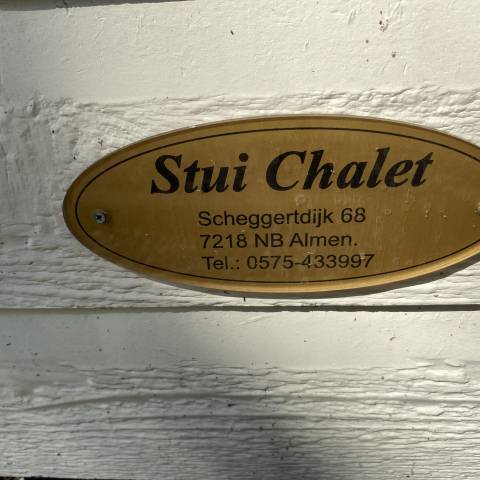 Stui Chalet
Scheggertdijk 68
7218 NB Almen.
Tel.: 0575-433997